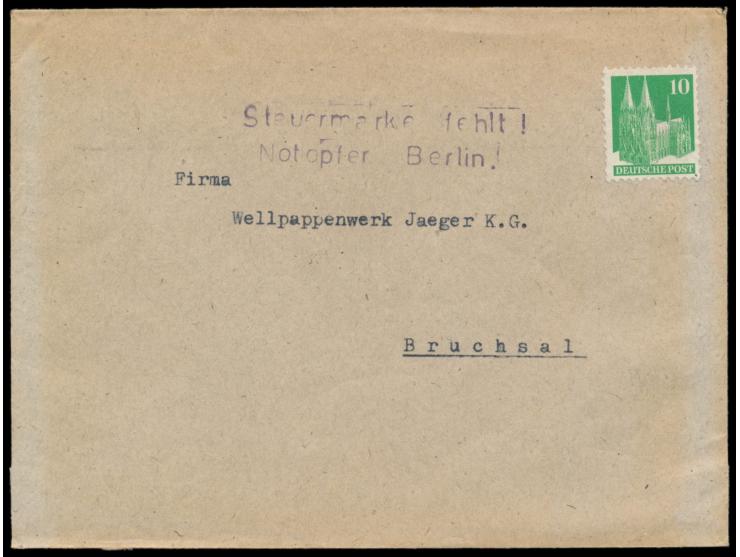 10
DEUTSCHE POST
Steuermarke fehlt!
Notopfer Berlin!
Firma
Wellpappenwerk Jaeger K.G.
Bruchsal